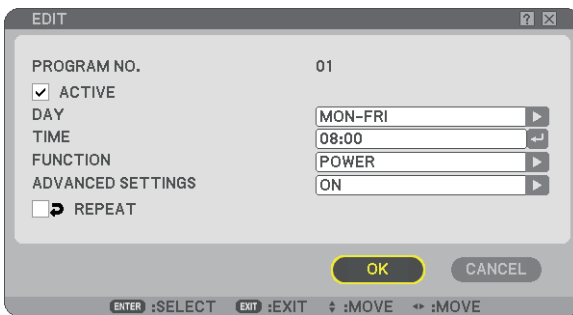 EDIT
PROGRAM NO. 01
ACTIVE
DAY MON-FRI
TIME 08:00
FUNCTION POWER
ADVANCED SETTINGS ON
REPEAT
OK CANCEL
ENTER :SELECT EXIT :EXIT :MOVE :MOVE